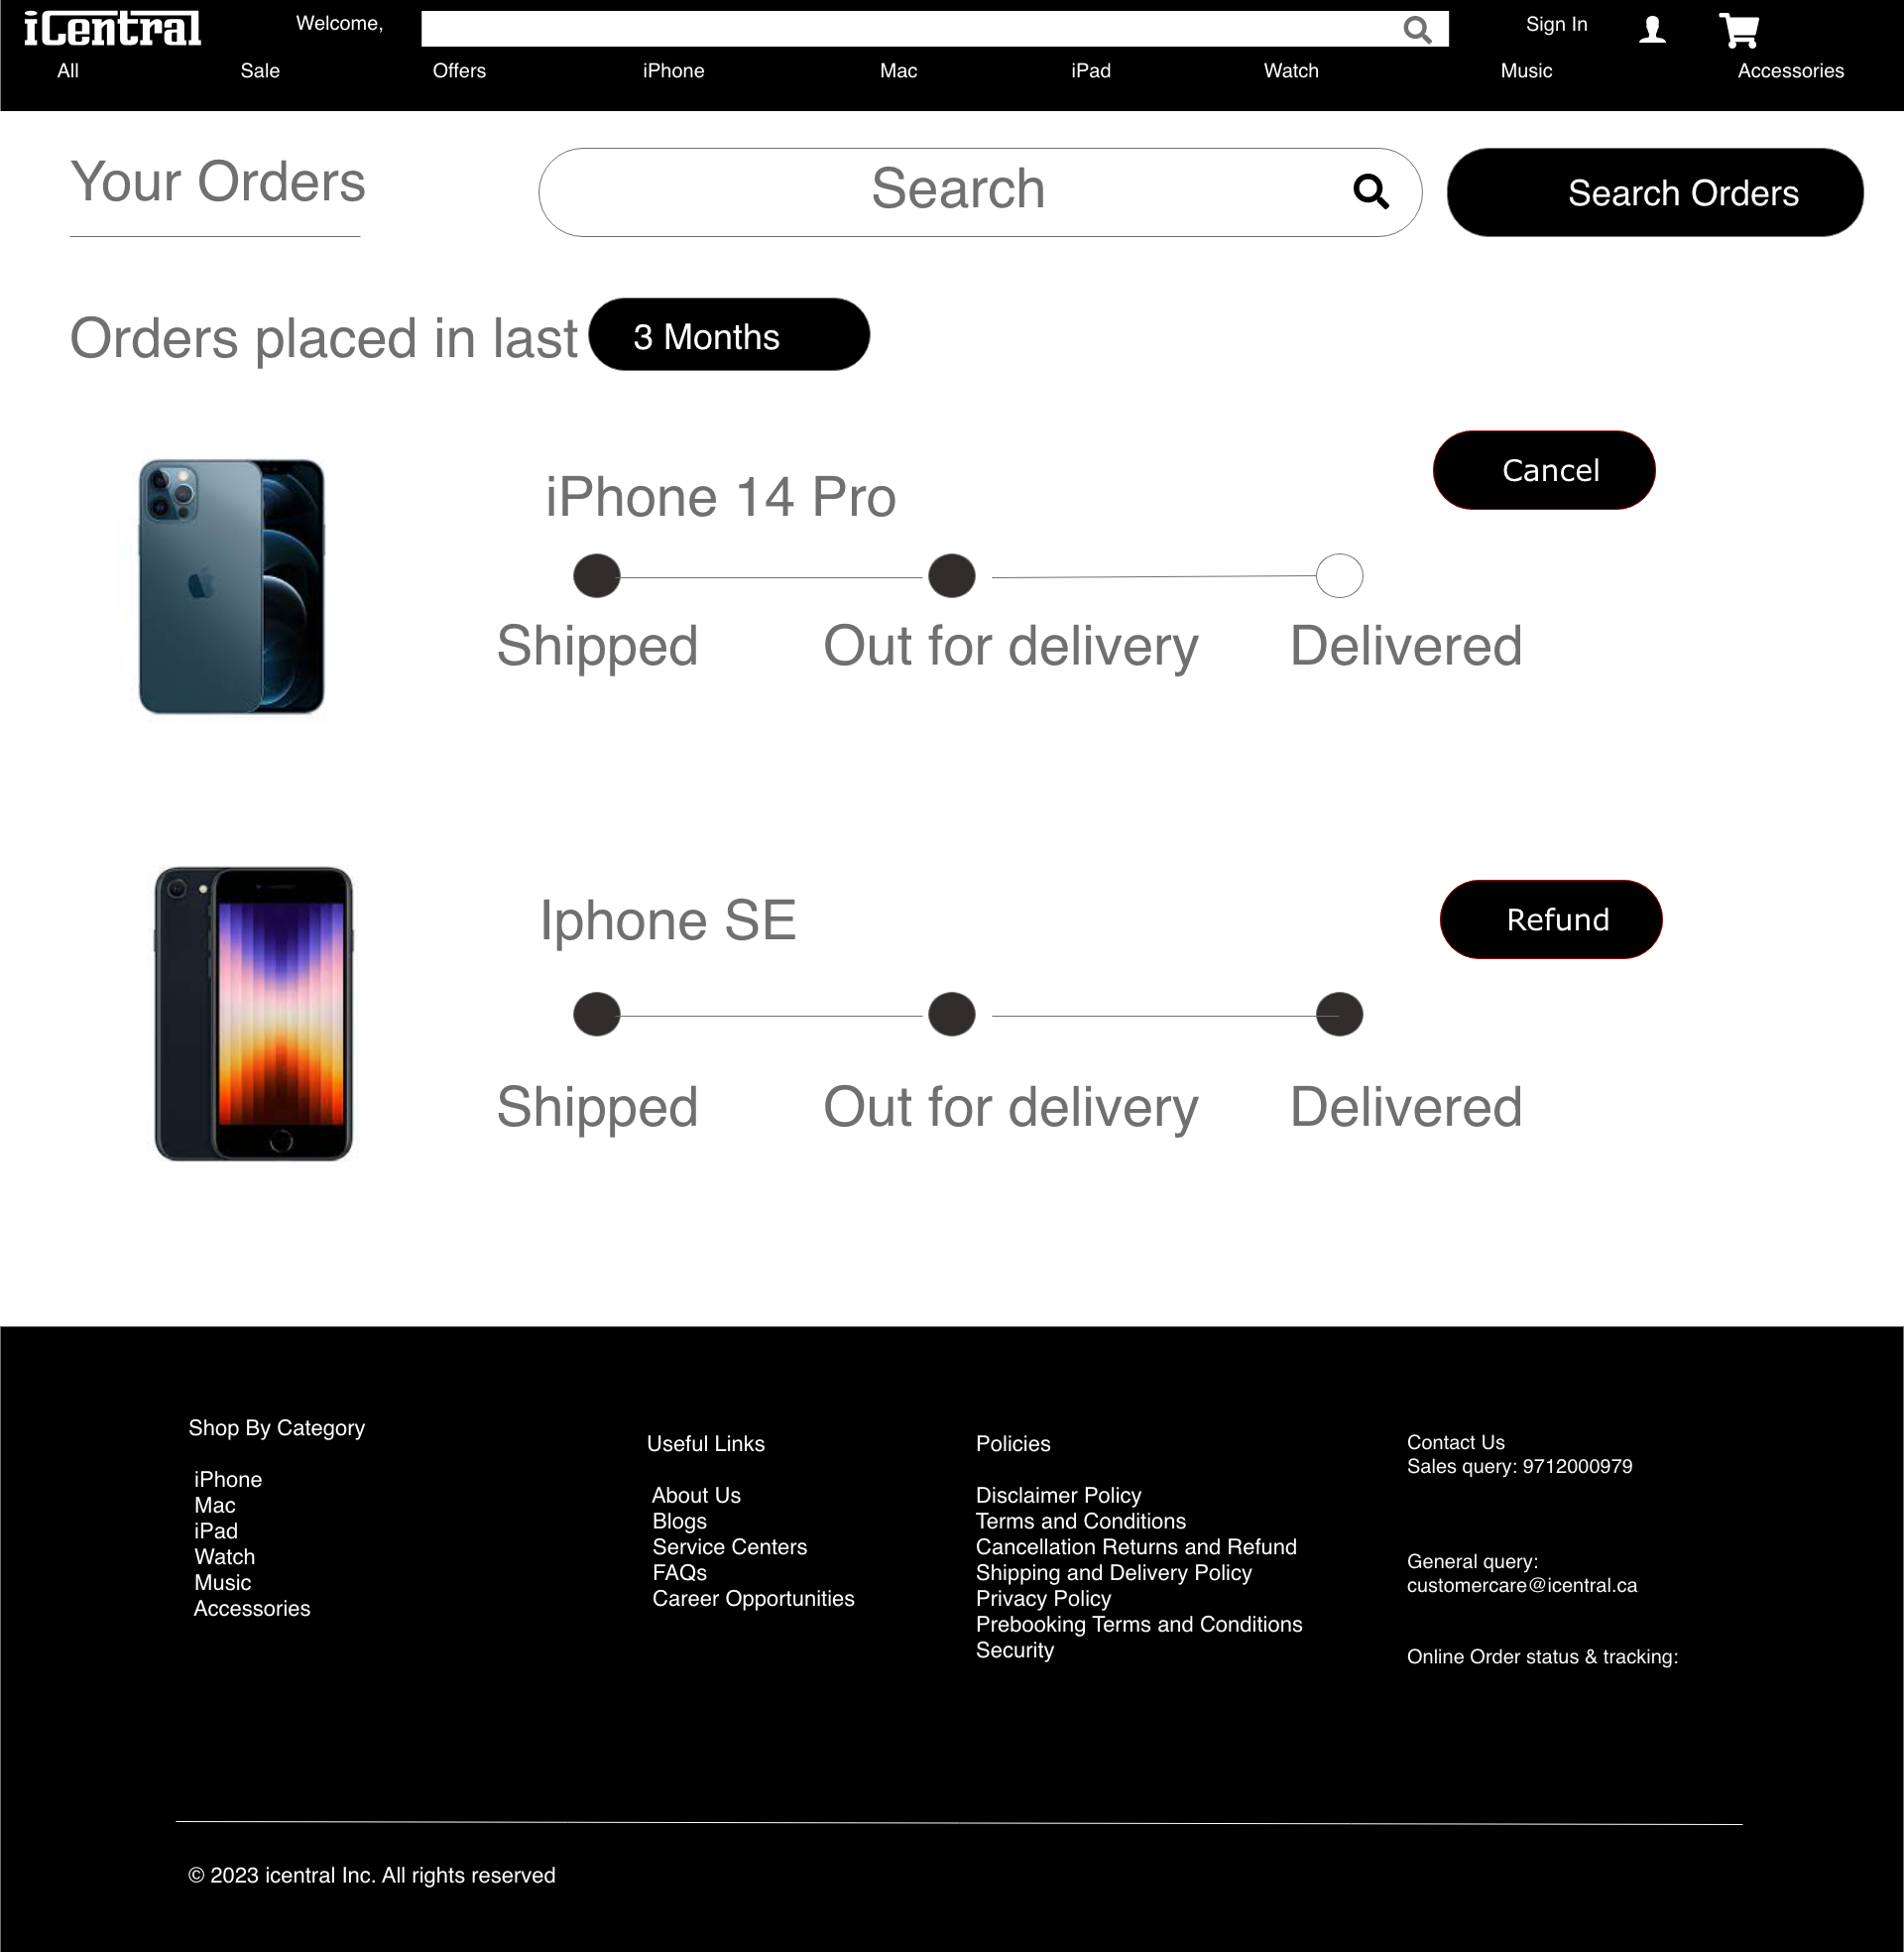 iCentral
Welcome,
Sign In
All
Sale
Offers
iPhone
Mac
iPad
Watch
Music
Accessories
Your Orders
Search
Search Orders
Orders placed in last
3 Months
iPhone 14 Pro
Cancel
Shipped
Out for delivery
Delivered
Iphone SE
Refund
Shipped
Out for delivery
Delivered
Shop By Category
iPhone
Mac
iPad
Watch
Music
Accessories
Useful Links
About Us
Blogs
Service Centers
FAQs
Career Opportunities
Policies
Disclaimer Policy
Terms and Conditions
Cancellation Returns and Refund
Shipping and Delivery Policy
Privacy Policy
Prebooking Terms and Conditions
Security
Contact Us
Sales query: 9712000979
General query:
customercare@icentral.ca
Online Order status & tracking:
© 2023 icentral Inc. All rights reserved